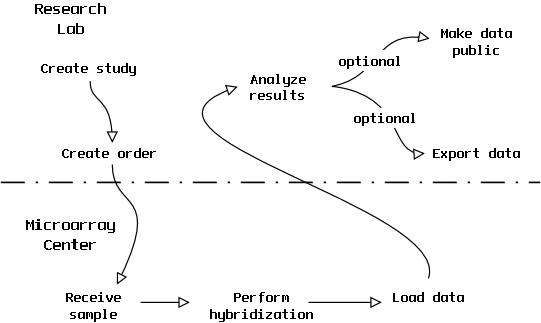 Research
Lab
Create study
Create order
Analyze
results
optional
Make data
public
optional
Export data
Microarray
Center
Receive
sample
Perform
hybridization
Load data